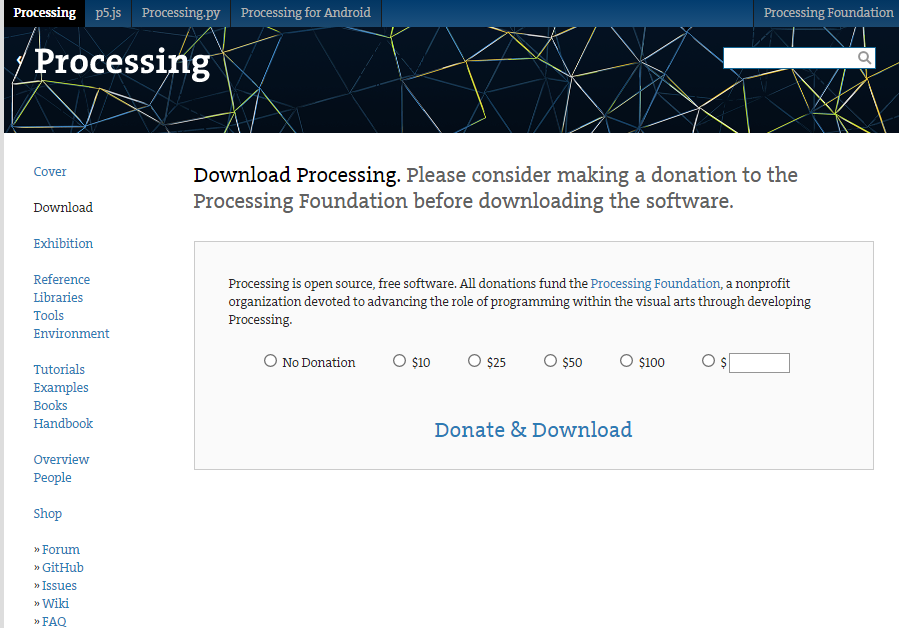 Processing p5.js Processing.py Processing for Android Processing Foundation
Processing
Cover
Download
Exhibition
Reference
Libraries
Tools
Environment
Tutorials
Examples
Books
Handbook
Overview
People
Shop
» Forum
» GitHub
» Issues
» Wiki
» FAQ
Download Processing. Please consider making a donation to the
Processing Foundation before downloading the software.
Processing is open source, free software. All donations fund the Processing Foundation, a nonprofit
organization devoted to advancing the role of programming within the visual arts through developing
Processing.
No Donation $10 $25 $50 $100 $
Donate & Download